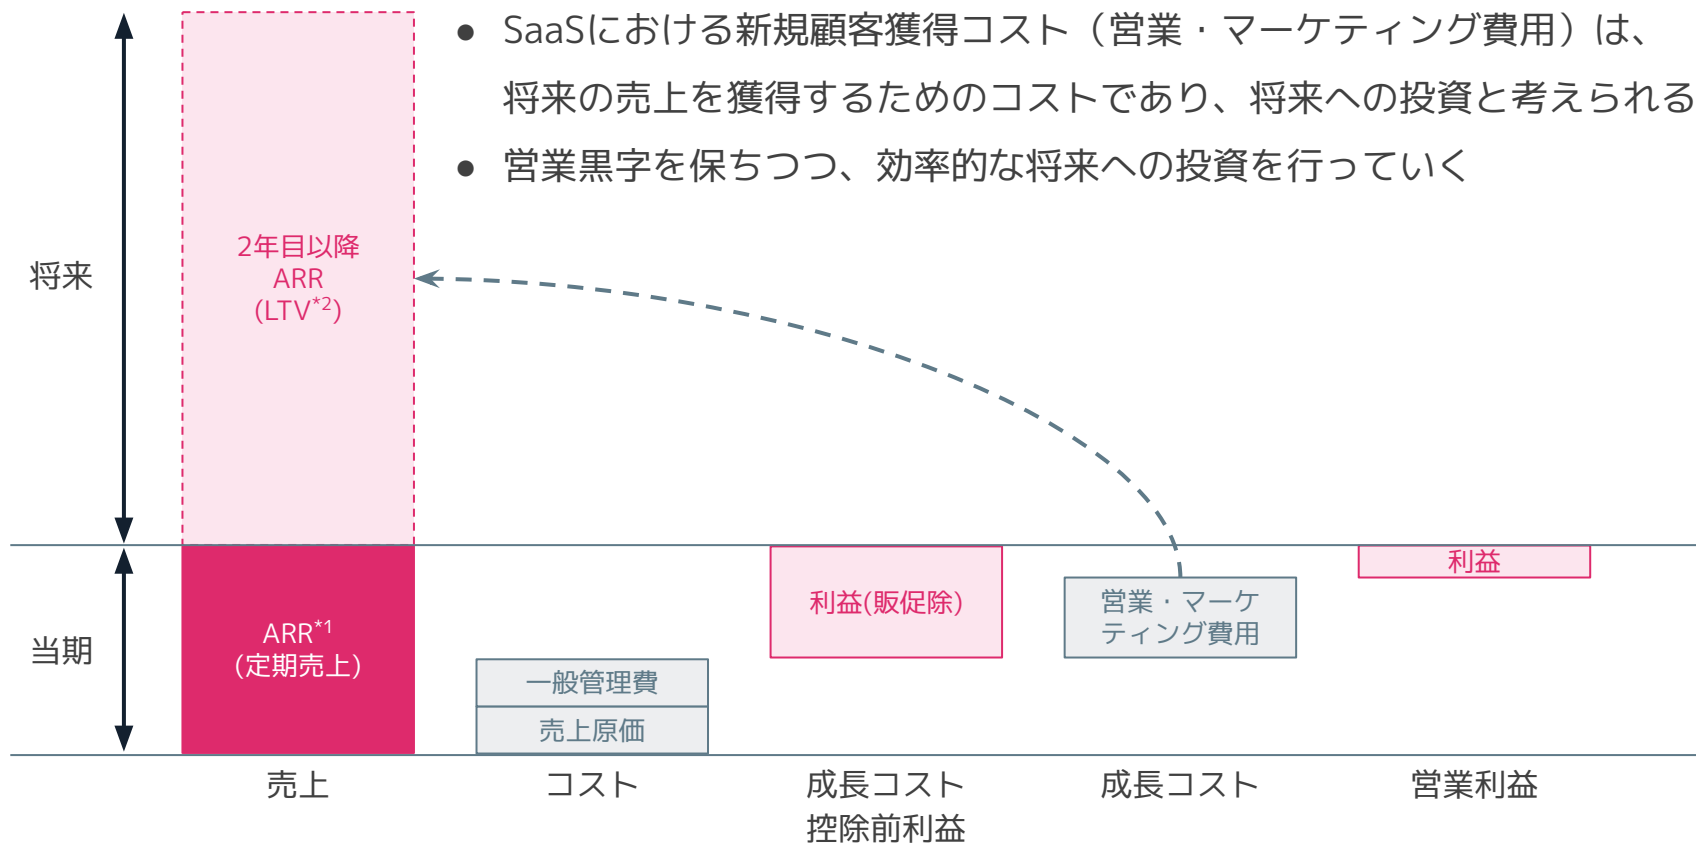 ● SaaSにおける新規顧客獲得コスト（営業・マーケティング費用）は、
将来の売上を獲得するためのコストであり、将来への投資と考えられる
● 営業黒字を保ちつつ、効率的な将来への投資を行っていく
将来
2年目以降
ARR
(LTV*2)
当期
ARR*1
(定期売上)
一般管理費
売上原価
利益(販促除)
営業・マーケ
ティング費用
利益
売上
コスト
成長コスト
控除前利益
成長コスト
営業利益